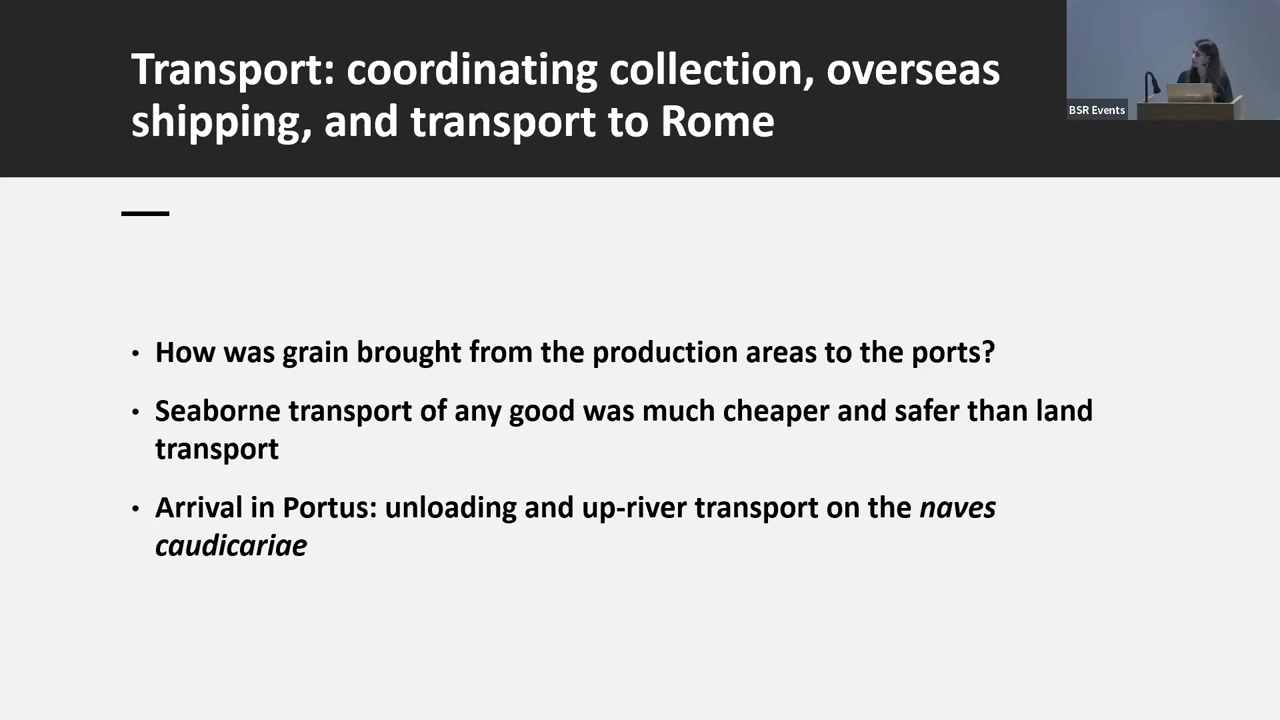 Transport: coordinating collection, overseas
shipping, and transport to Rome
BSR Events
• How was grain brought from the production areas to the ports?
• Seaborne transport of any good was much cheaper and safer than land
transport
• Arrival in Portus: unloading and up-river transport on the naves
caudicariae